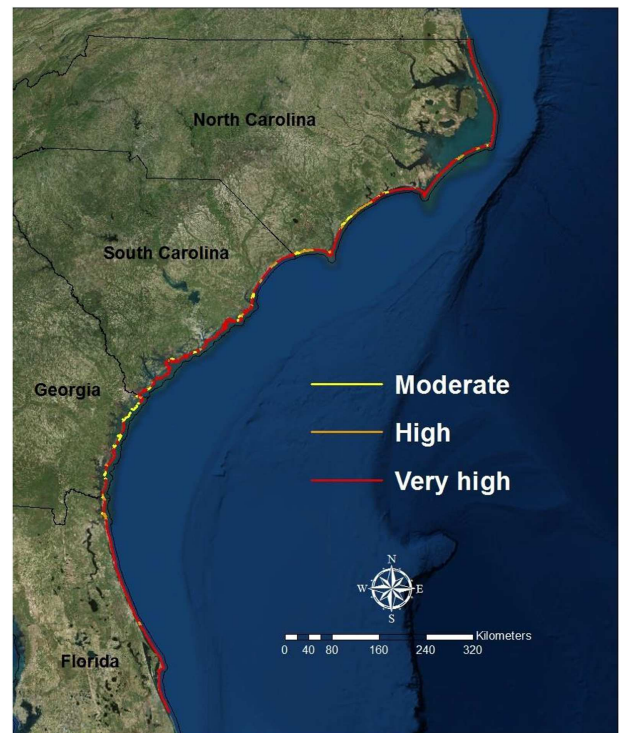 North Carolina
South Carolina
Georgia
Moderate
High
Very high
N
W E
S
Kilometers
0 40 80 160 240 320
Florida